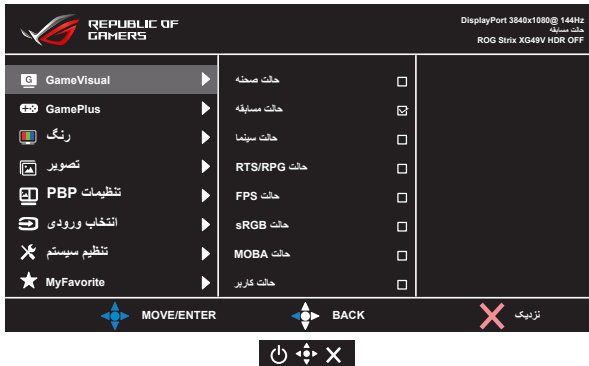 REPUBLIC OF
GAMERS
DisplayPort 3840x1080@ 144Hz
حالت مسابقه
ROG Strix XG49V HDR OFF
G
GameVisual
GamePlus
رنگ
تصویر
تنظیمات PBP
انتخاب ورودی
تنظیم سیستم
MyFavorite
حالت صحنه
حالت مسابقه
حالت سینما
حالت RTS/RPG
حالت FPS
حالت sRGB
حالت MOBA
حالت کاربر
MOVE/ENTER
BACK
نزدیک